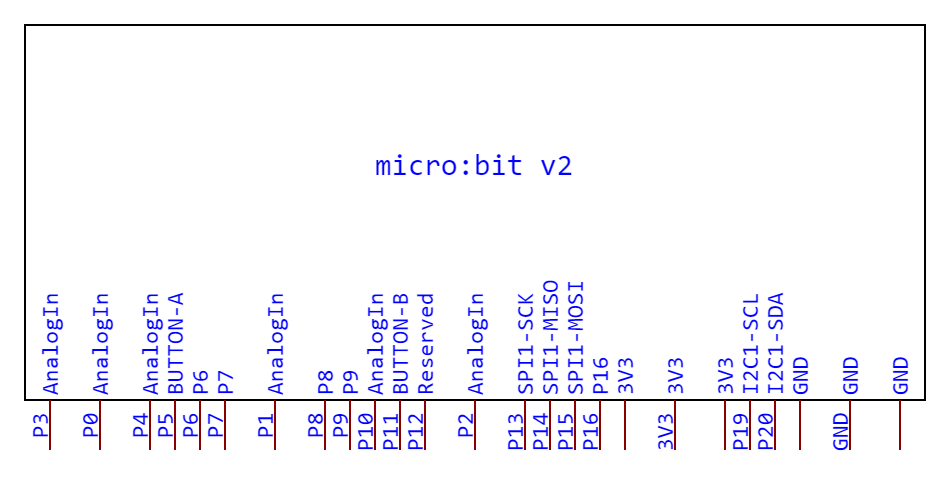 micro:bit v2
AnalogIn
AnalogIn
AnalogIn
BUTTON-A
P6
P7
AnalogIn
P8
P9
AnalogIn
BUTTON-B
Reserved
AnalogIn
SPI1-SCK
SPI1-MISO
SPI1-MOSI
P16
3V3
3V3
3V3
I2C1-SCL
I2C1-SDA
GND
GND
GND
P3
P0
P4
P5
P6
P7
P1
P8
P9
P10
P11
P12
P2
P13
P14
P15
P16
3V3
P19
P20
GND